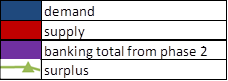 demand
supply
banking total from phase 2
surplus